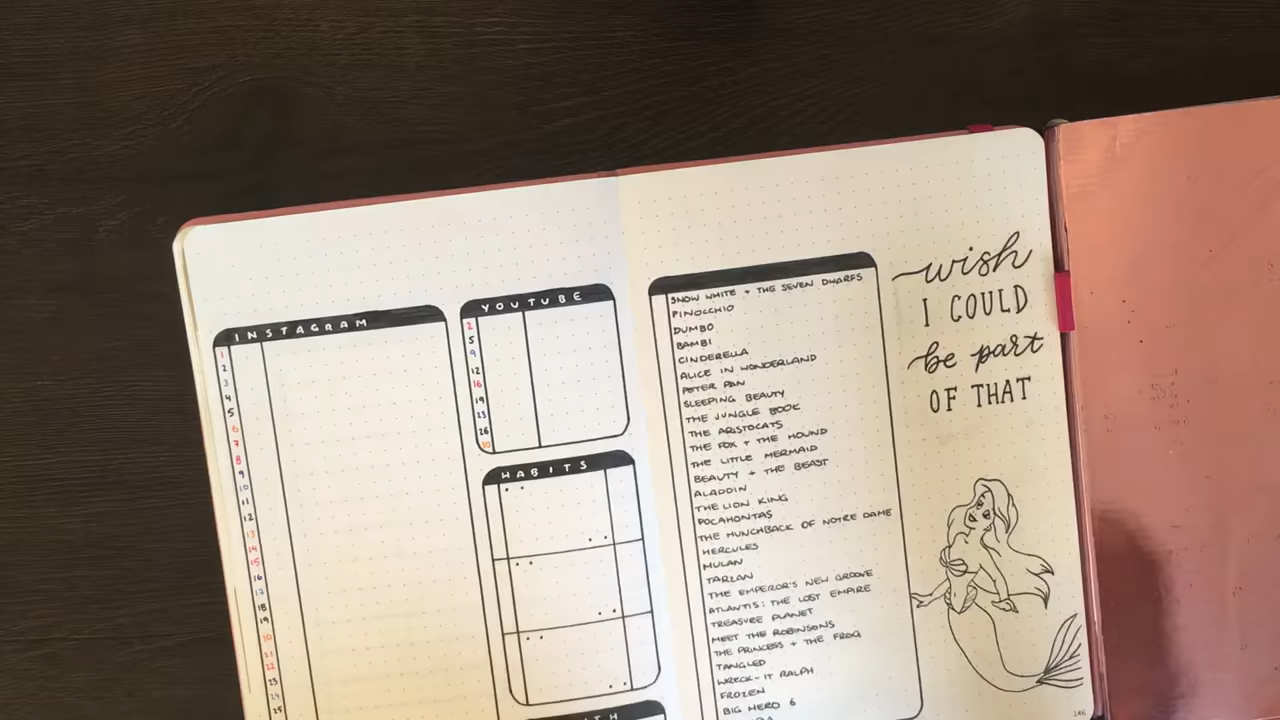 INSTAGRAM
1
2
3
4
5
6
7
8
9
10
11
12
13
14
15
16
17
18
19
20
21
22
23
24
25
YOUTUBE
2
5
9
12
16
19
23
26
30
HABITS
TH
SNOW WHITE + THE SEVEN DWARFS
PINOCCHIO
DUMBO
BAMBI
CINDERELLA
ALICE IN WONDERLAND
PETER PAN
SLEEPING BEAUTY
THE JUNGLE BOOK
THE ARISTOCATS
THE FOX + THE HOUND
THE LITTLE MERMAID
BEAUTY + THE BEAST
ALADDIN
THE LION KING
POCAHONTAS
THE HUNCHBACK OF NOTRE DAME
HERCULES
MULAN
TARZAN
THE EMPEROR'S NEW GROOVE
ATLANTIS: THE LOST EMPIRE
TREASURE PLANET
MEET THE ROBINSONS
THE PRINCESS + THE FROG
TANGLED
WRECK-IT RALPH
FROZEN
BIG HERO 6
wish
I COULD
be part
OF THAT
146